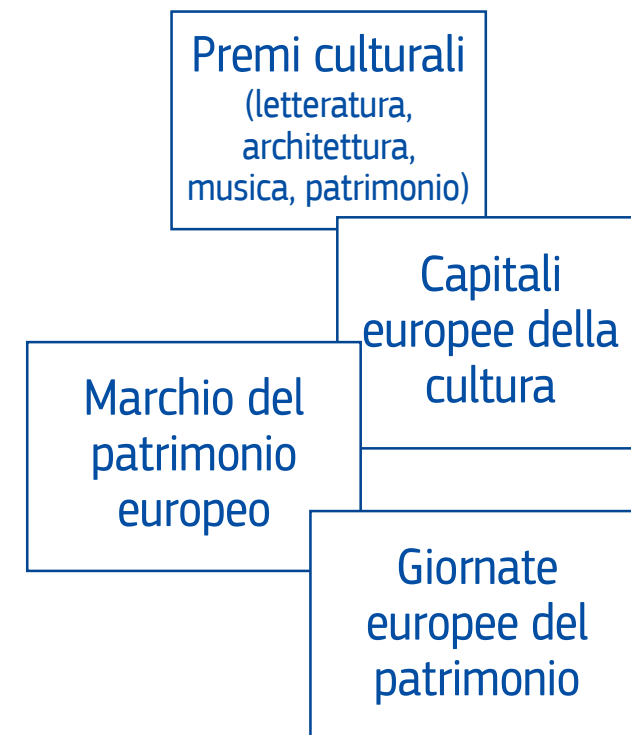 Premi culturali
(letteratura,
architettura,
musica, patrimonio)
Capitali
europee della
cultura
Marchio del
patrimonio
europeo
Giornate
europee del
patrimonio